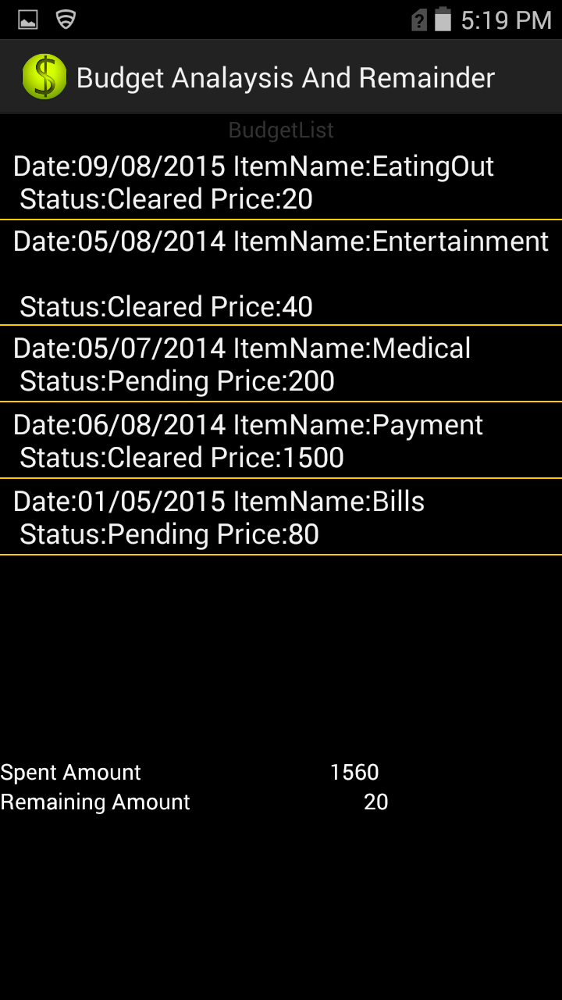 5:19 PM
Budget Analaysis And Remainder
BudgetList
Date:09/08/2015 ItemName:EatingOut
Status:Cleared Price:20
Date:05/08/2014 ItemName:Entertainment
Status:Cleared Price:40
Date:05/07/2014 ItemName:Medical
Status:Pending Price:200
Date:06/08/2014 ItemName:Payment
Status:Cleared Price:1500
Date:01/05/2015 ItemName:Bills
Status:Pending Price:80
Spent Amount 1560
Remaining Amount 20